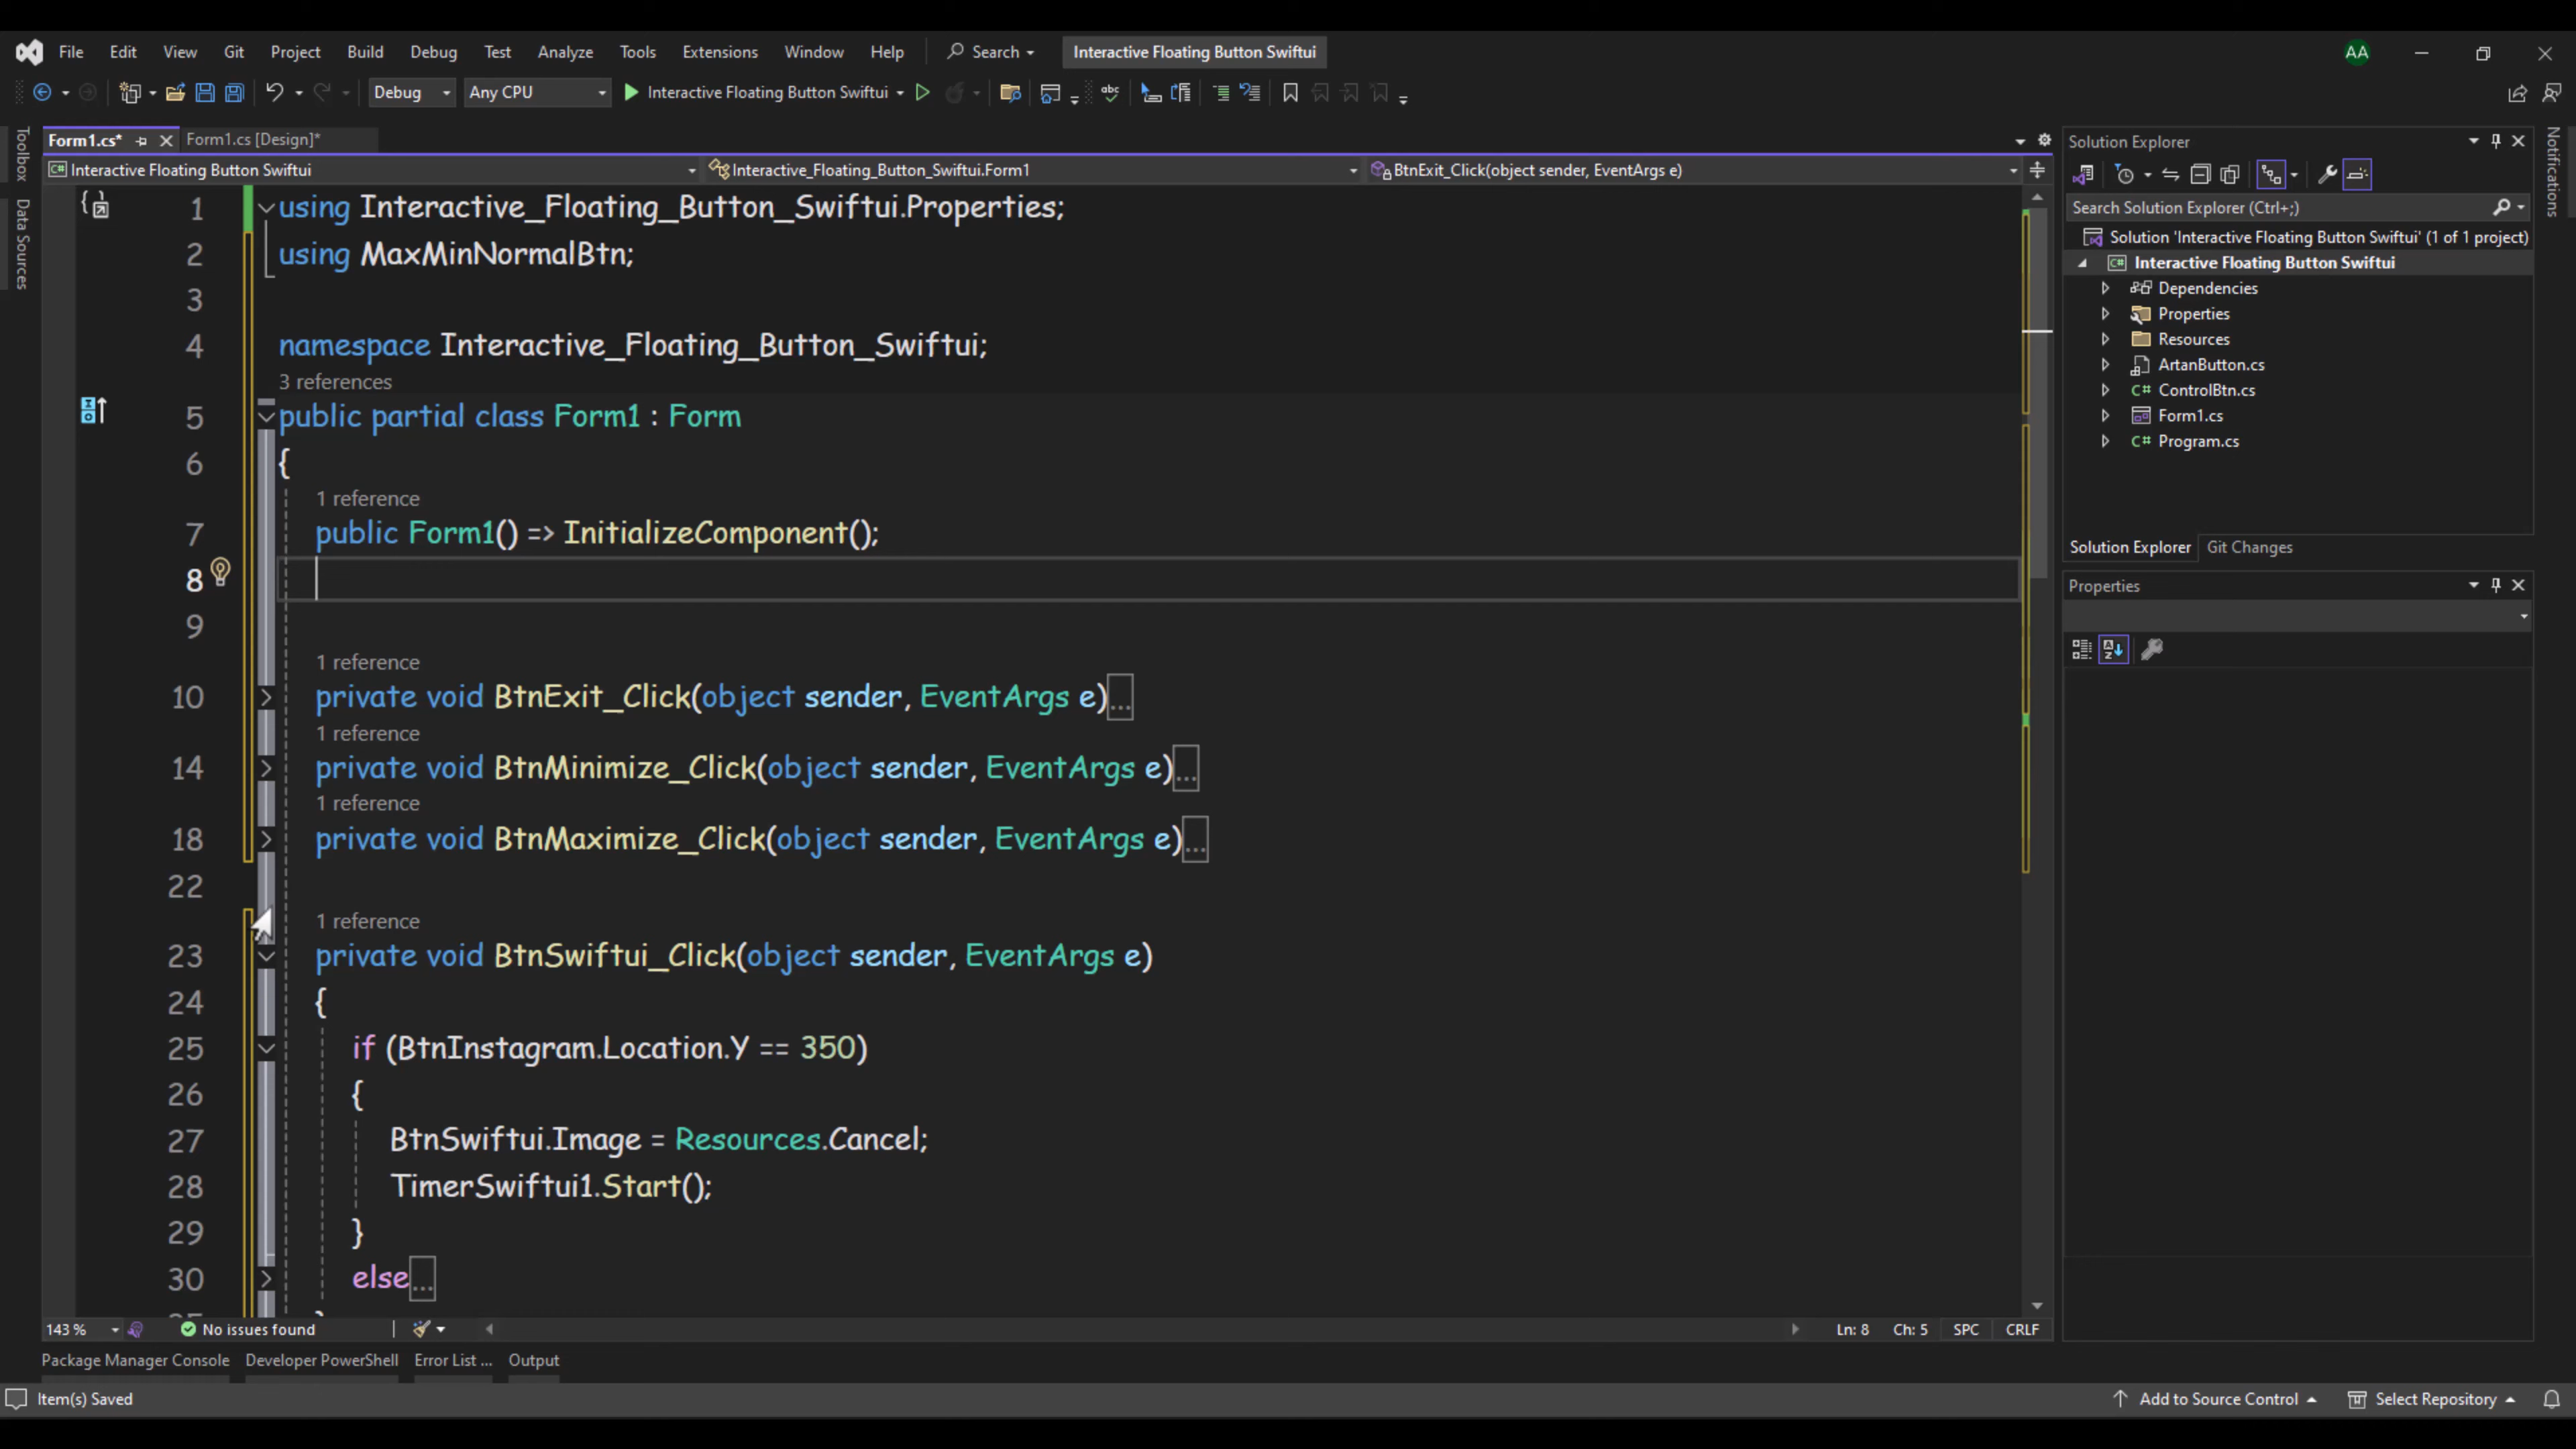 File Edit View Git Project Build Debug Test Analyze Tools Extensions Window Help Search Interactive Floating Button Swiftui AA
Debug Any CPU Interactive Floating Button Swiftui
Toolbox
Data Sources
Form1.cs* Form1.cs [Design]*
Interactive Floating Button Swiftui Interactive_Floating_Button_Swiftui.Form1 BtnExit_Click(object sender, EventArgs e)
1 using Interactive_Floating_Button_Swiftui.Properties;
2 using MaxMinNormalBtn;
3
4 namespace Interactive_Floating_Button_Swiftui;
3 references
5 public partial class Form1 : Form
6 {
1 reference
7 public Form1() => InitializeComponent();
8
9
1 reference
10 private void BtnExit_Click(object sender, EventArgs e)...
1 reference
14 private void BtnMinimize_Click(object sender, EventArgs e)...
1 reference
18 private void BtnMaximize_Click(object sender, EventArgs e)...
22
1 reference
23 private void BtnSwiftui_Click(object sender, EventArgs e)
24 {
25 if (BtnInstagram.Location.Y == 350)
26 {
27 BtnSwiftui.Image = Resources.Cancel;
28 TimerSwiftui1.Start();
29 }
30 else...
143 % No issues found Ln: 8 Ch: 5 SPC CRLF
Package Manager Console Developer PowerShell Error List ... Output
Item(s) Saved Add to Source Control Select Repository
Solution Explorer
Search Solution Explorer (Ctrl+;)
Solution 'Interactive Floating Button Swiftui' (1 of 1 project)
C# Interactive Floating Button Swiftui
Dependencies
Properties
Resources
ArtanButton.cs
C# ControlBtn.cs
Form1.cs
C# Program.cs
Solution Explorer Git Changes
Properties
Notifications